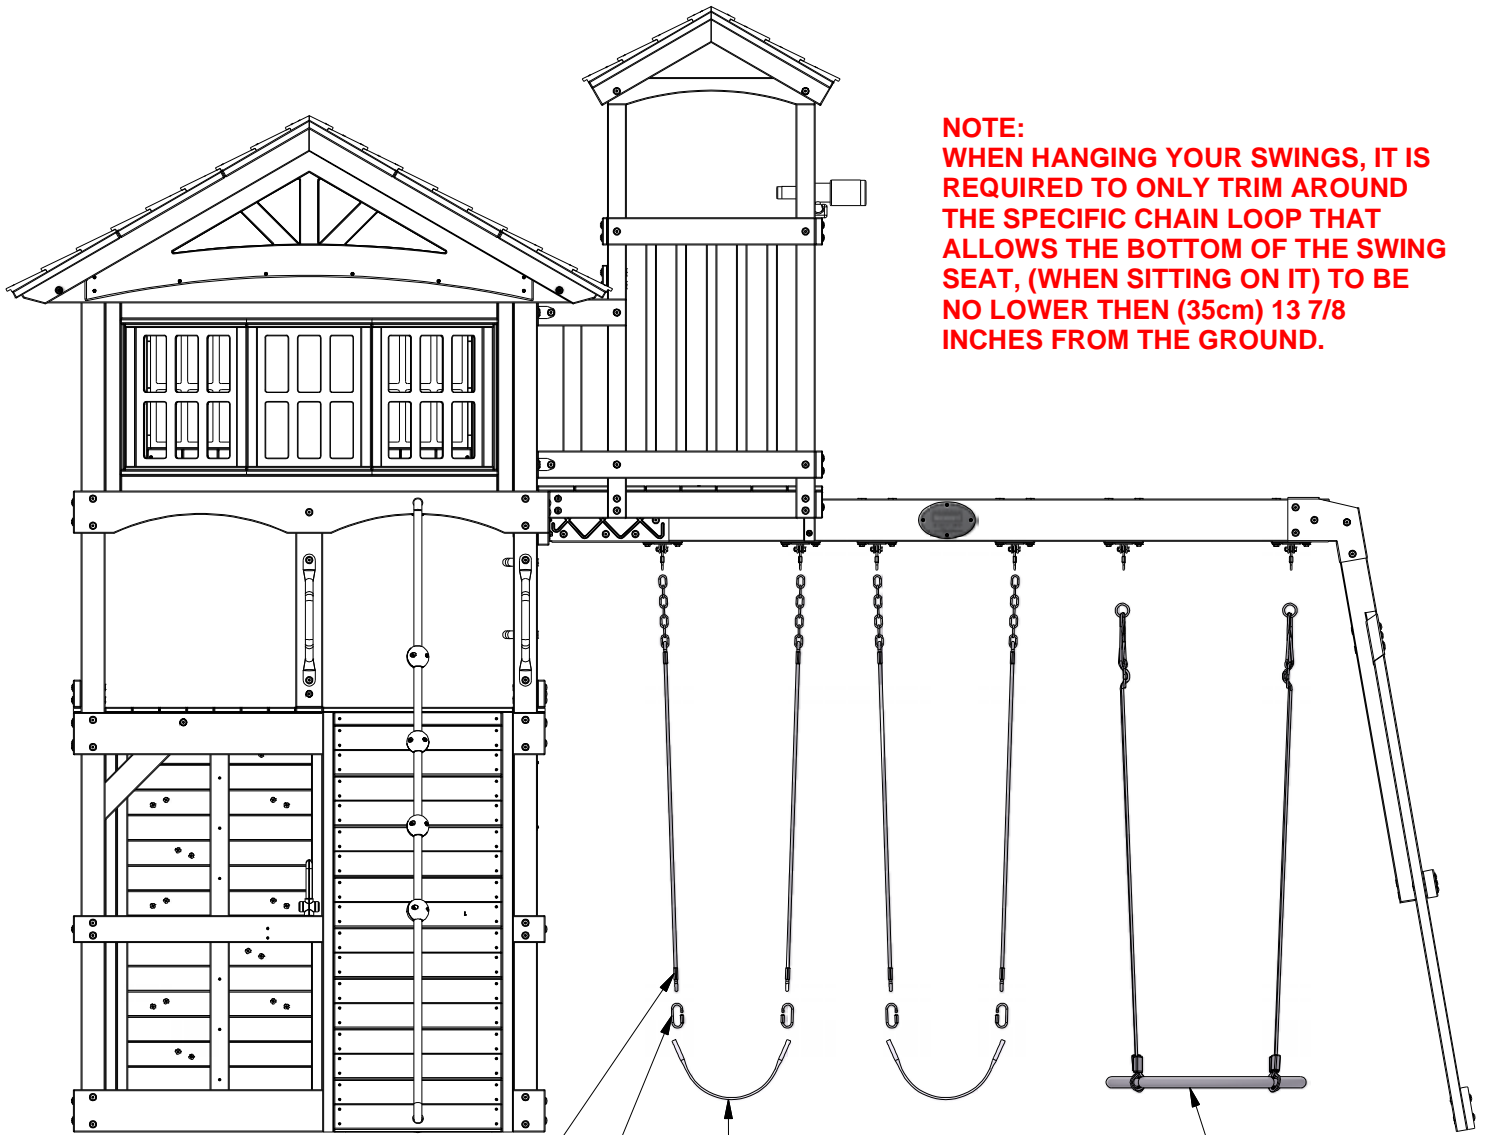 NOTE:
WHEN HANGING YOUR SWINGS, IT IS
REQUIRED TO ONLY TRIM AROUND
THE SPECIFIC CHAIN LOOP THAT
ALLOWS THE BOTTOM OF THE SWING
SEAT, (WHEN SITTING ON IT) TO BE
NO LOWER THEN (35cm) 13 7/8
INCHES FROM THE GROUND.